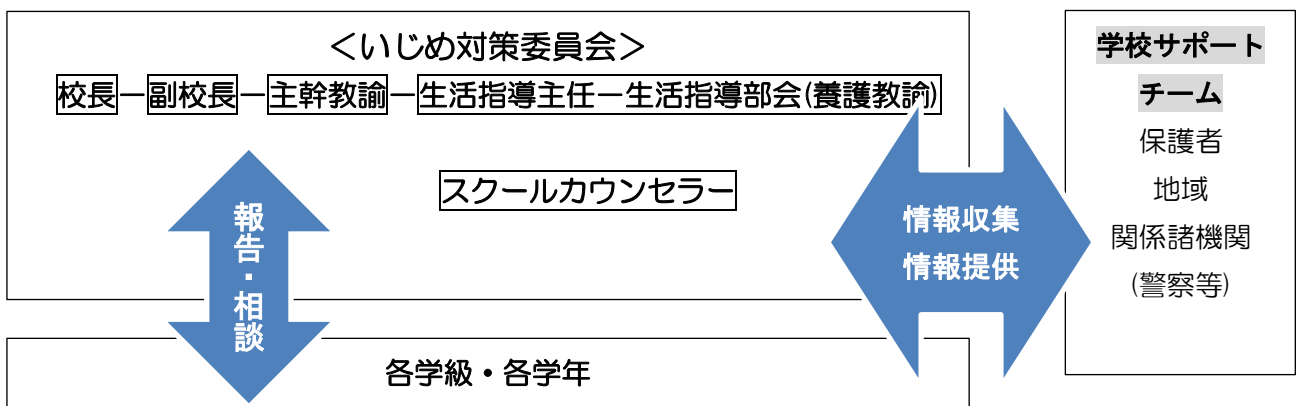 ＜いじめ対策委員会＞
校長ー副校長ー主幹教諭ー生活指導主任ー生活指導部会(養護教諭)
スクールカウンセラー
報告・相談
各学級・各学年
情報収集
情報提供
学校サポート
チーム
保護者
地域
関係諸機関
(警察等)